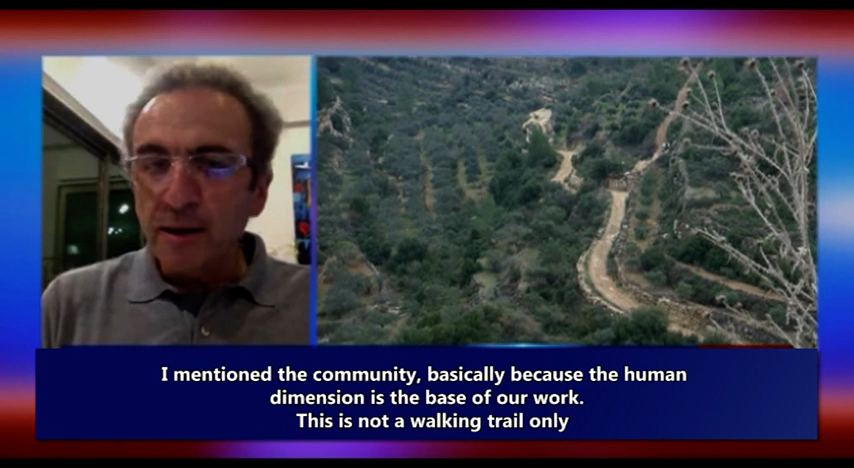 I mentioned the community, basically because the human
dimension is the base of our work.
This is not a walking trail only